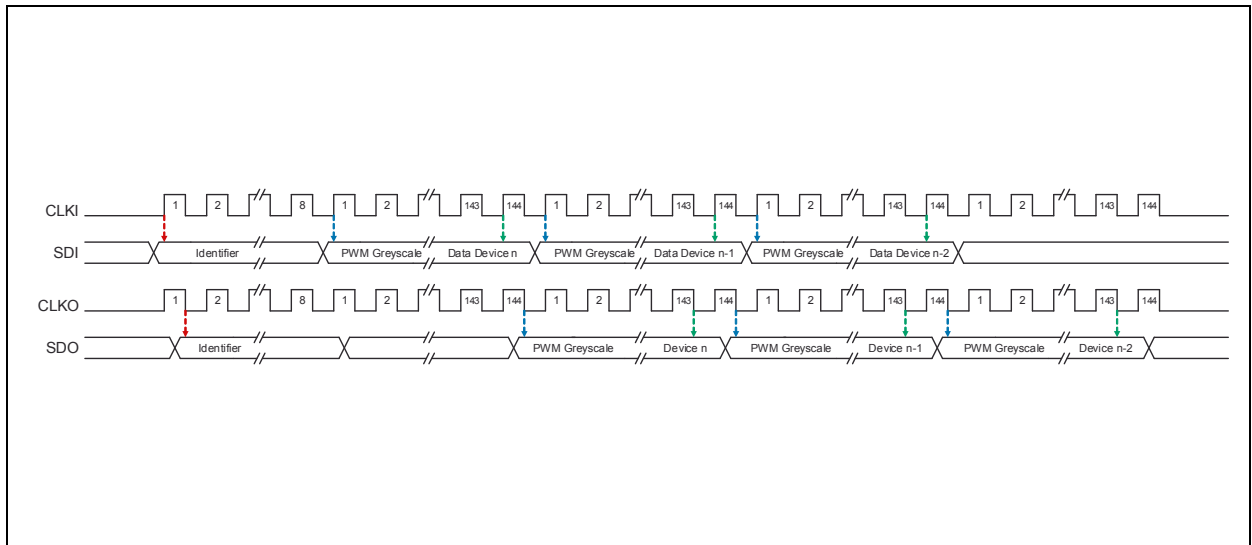 CLKI 1 2 8 1 2 143 144 1 2 143 144 1 2 143 144 1 2 143 144
SDI Identifier PWM Greyscale Data Device n PWM Greyscale Data Device n-1 PWM Greyscale Data Device n-2
CLKO 1 2 8 1 2 143 144 1 2 143 144 1 2 143 144 1 2 143 144
SDO Identifier PWM Greyscale Device n PWM Greyscale Device n-1 PWM Greyscale Device n-2